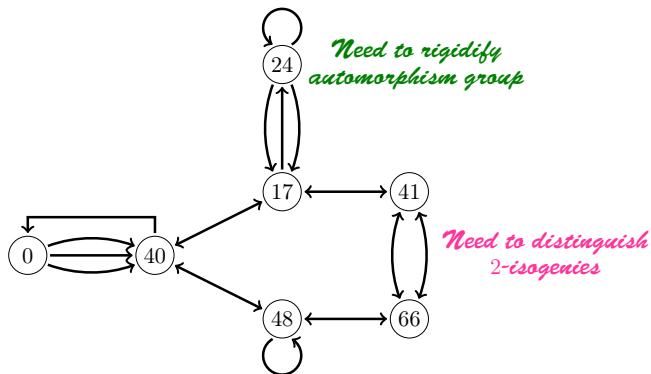 24
Need to rigidify
automorphism group
17
41
0
40
Need to distinguish
2-isogenies
48
66